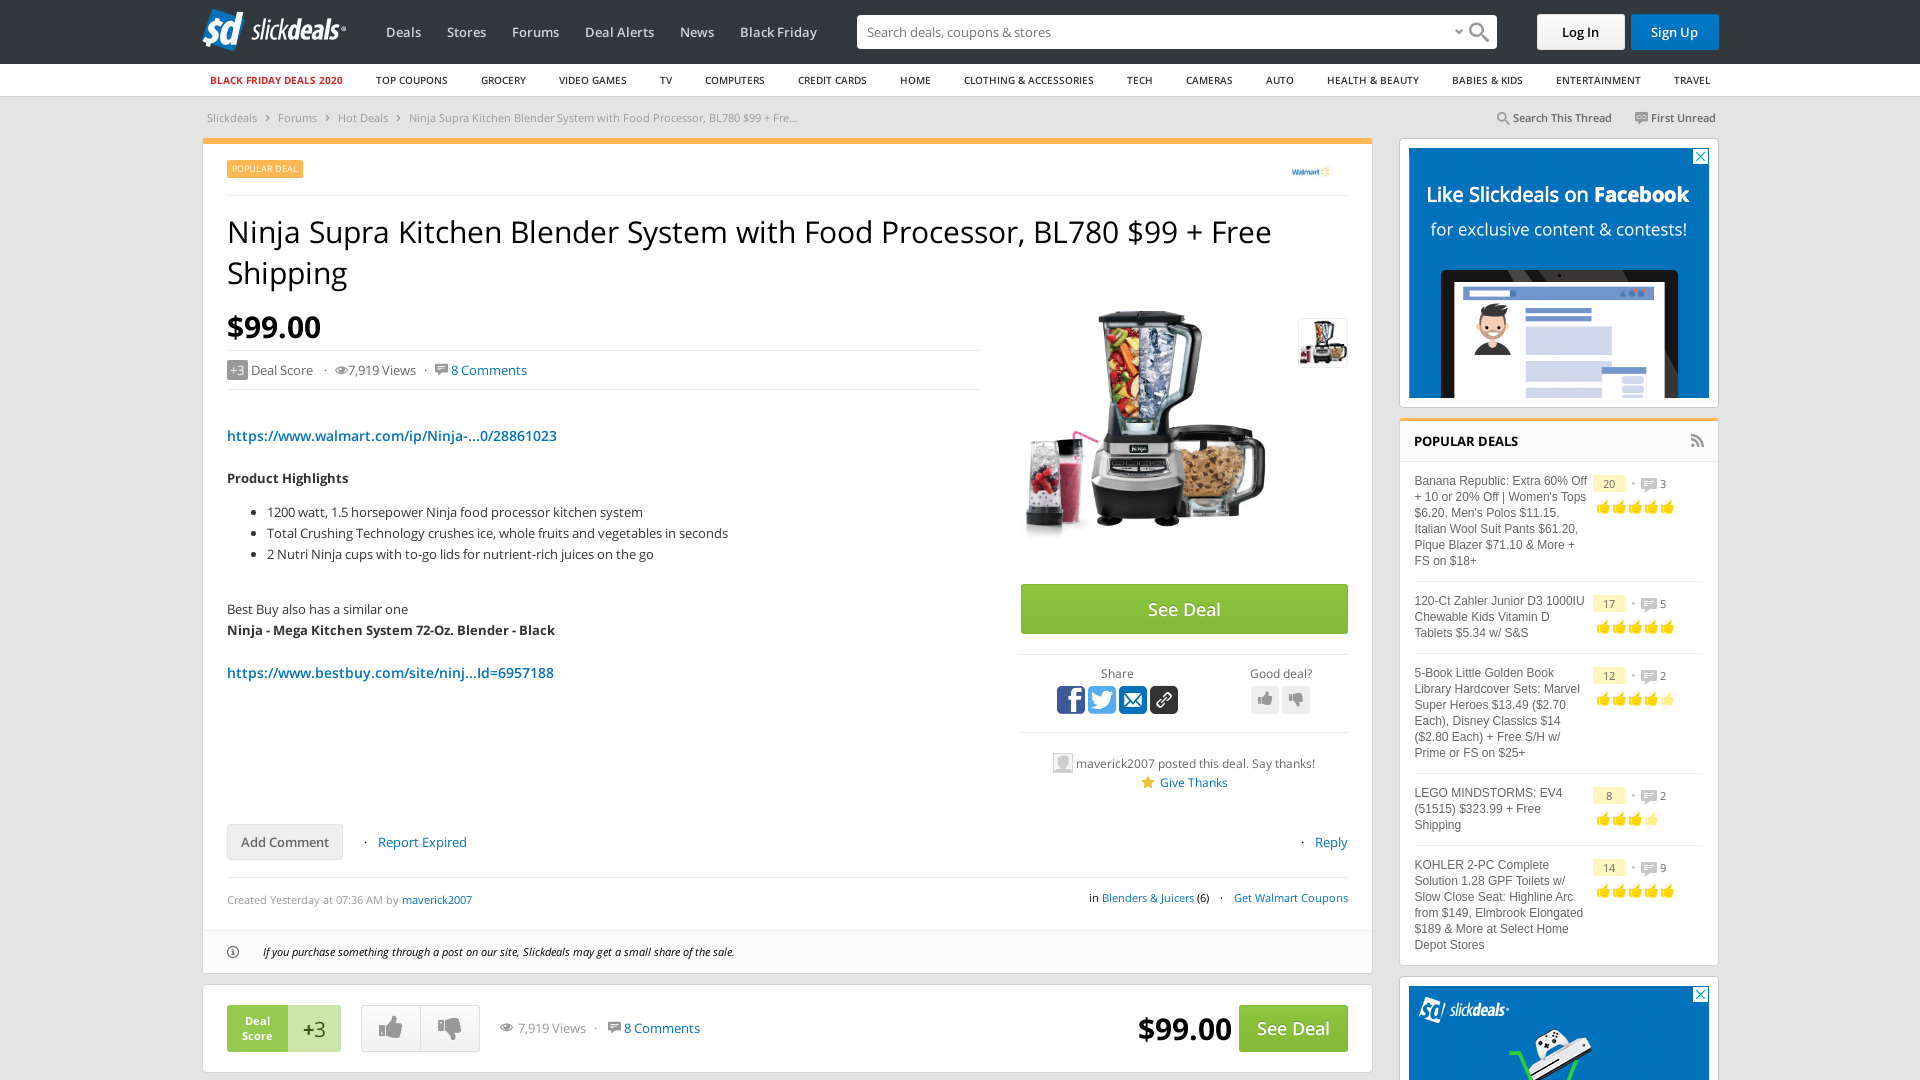 sd slickdeals
Deals Stores Forums Deal Alerts News Black Friday
Search deals, coupons & stores
Log In Sign Up
BLACK FRIDAY DEALS 2020 TOP COUPONS GROCERY VIDEO GAMES TV COMPUTERS CREDIT CARDS HOME CLOTHING & ACCESSORIES TECH CAMERAS AUTO HEALTH & BEAUTY BABIES & KIDS ENTERTAINMENT TRAVEL
Slickdeals › Forums › Hot Deals › Ninja Supra Kitchen Blender System with Food Processor, BL780 $99 + Fre...
Search This Thread First Unread
POPULAR DEAL
Walmart
Ninja Supra Kitchen Blender System with Food Processor, BL780 $99 + Free
Shipping
$99.00
+3 Deal Score · 7,919 Views · 8 Comments
https://www.walmart.com/ip/Ninja-...0/28861023
Product Highlights
• 1200 watt, 1.5 horsepower Ninja food processor kitchen system
• Total Crushing Technology crushes ice, whole fruits and vegetables in seconds
• 2 Nutri Ninja cups with to-go lids for nutrient-rich juices on the go
Best Buy also has a similar one
Ninja - Mega Kitchen System 72-Oz. Blender - Black
https://www.bestbuy.com/site/ninj...Id=6957188
NINJA
See Deal
Share
Good deal?
maverick2007 posted this deal. Say thanks!
Give Thanks
Add Comment · Report Expired
· Reply
Created Yesterday at 07:36 AM by maverick2007
in Blenders & Juicers (6) · Get Walmart Coupons
If you purchase something through a post on our site, Slickdeals may get a small share of the sale.
Deal
Score
+3
7,919 Views · 8 Comments
$99.00
See Deal
Like Slickdeals on Facebook
for exclusive content & contests!
POPULAR DEALS
Banana Republic: Extra 60% Off
+ 10 or 20% Off | Women's Tops
$6.20, Men's Polos $11.15,
Italian Wool Suit Pants $61.20,
Pique Blazer $71.10 & More +
FS on $18+
20 • 3
120-Ct Zahler Junior D3 1000IU
Chewable Kids Vitamin D
Tablets $5.34 w/ S&S
17 • 5
5-Book Little Golden Book
Library Hardcover Sets: Marvel
Super Heroes $13.49 ($2.70
Each), Disney Classics $14
($2.80 Each) + Free S/H w/
Prime or FS on $25+
12 • 2
LEGO MINDSTORMS: EV4
(51515) $323.99 + Free
Shipping
8 • 2
KOHLER 2-PC Complete
Solution 1.28 GPF Toilets w/
Slow Close Seat: Highline Arc
from $149, Elmbrook Elongated
$189 & More at Select Home
Depot Stores
14 • 9
sd slickdeals